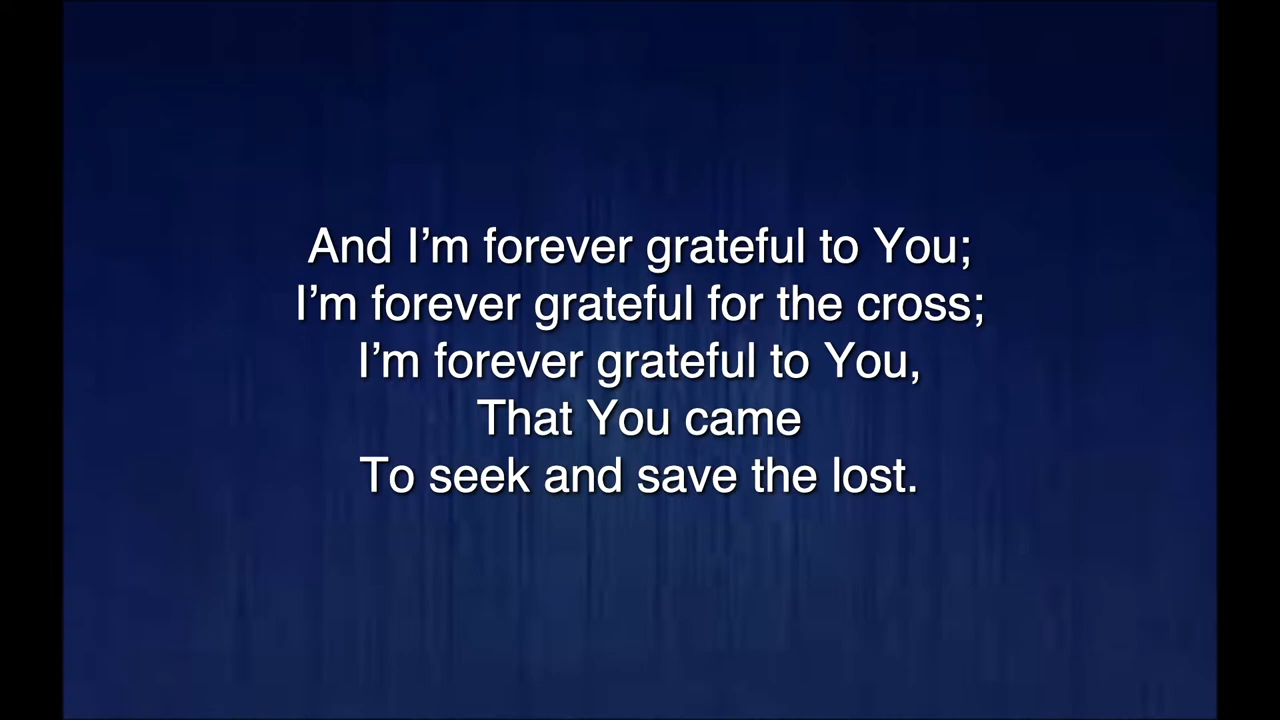 And I’m forever grateful to You;
I’m forever grateful for the cross;
I’m forever grateful to You,
That You came
To seek and save the lost.